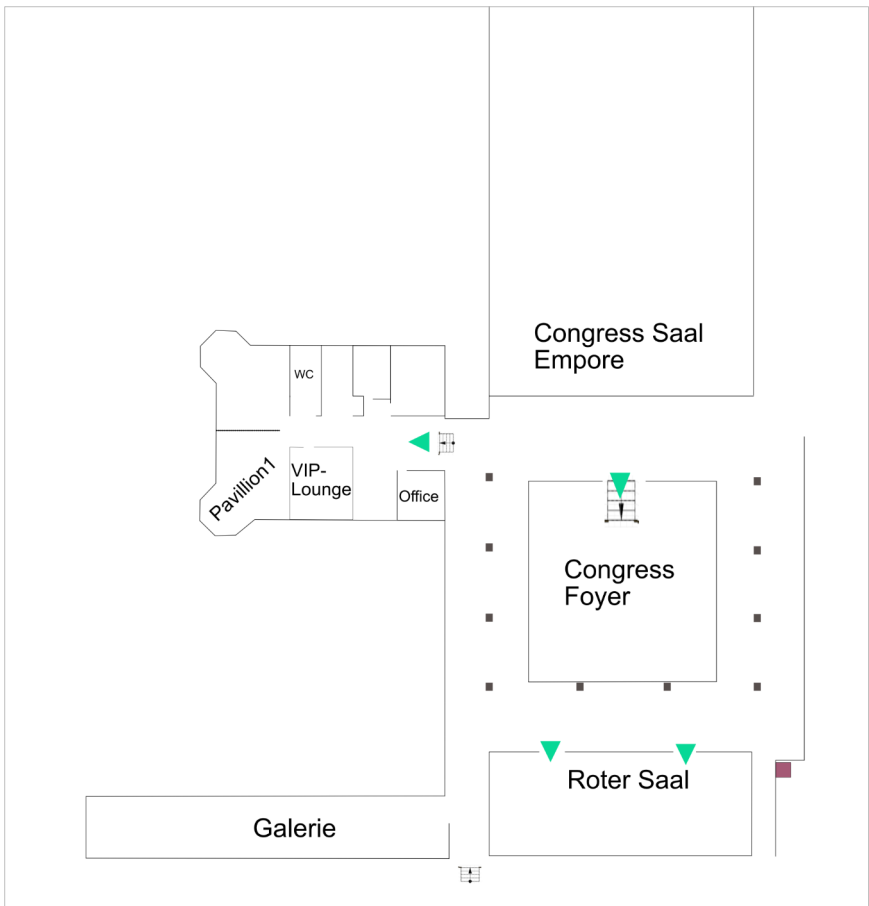 Congress Saal
Empore
WC
Pavillion1
VIP-
Lounge
Office
Congress
Foyer
Roter Saal
Galerie